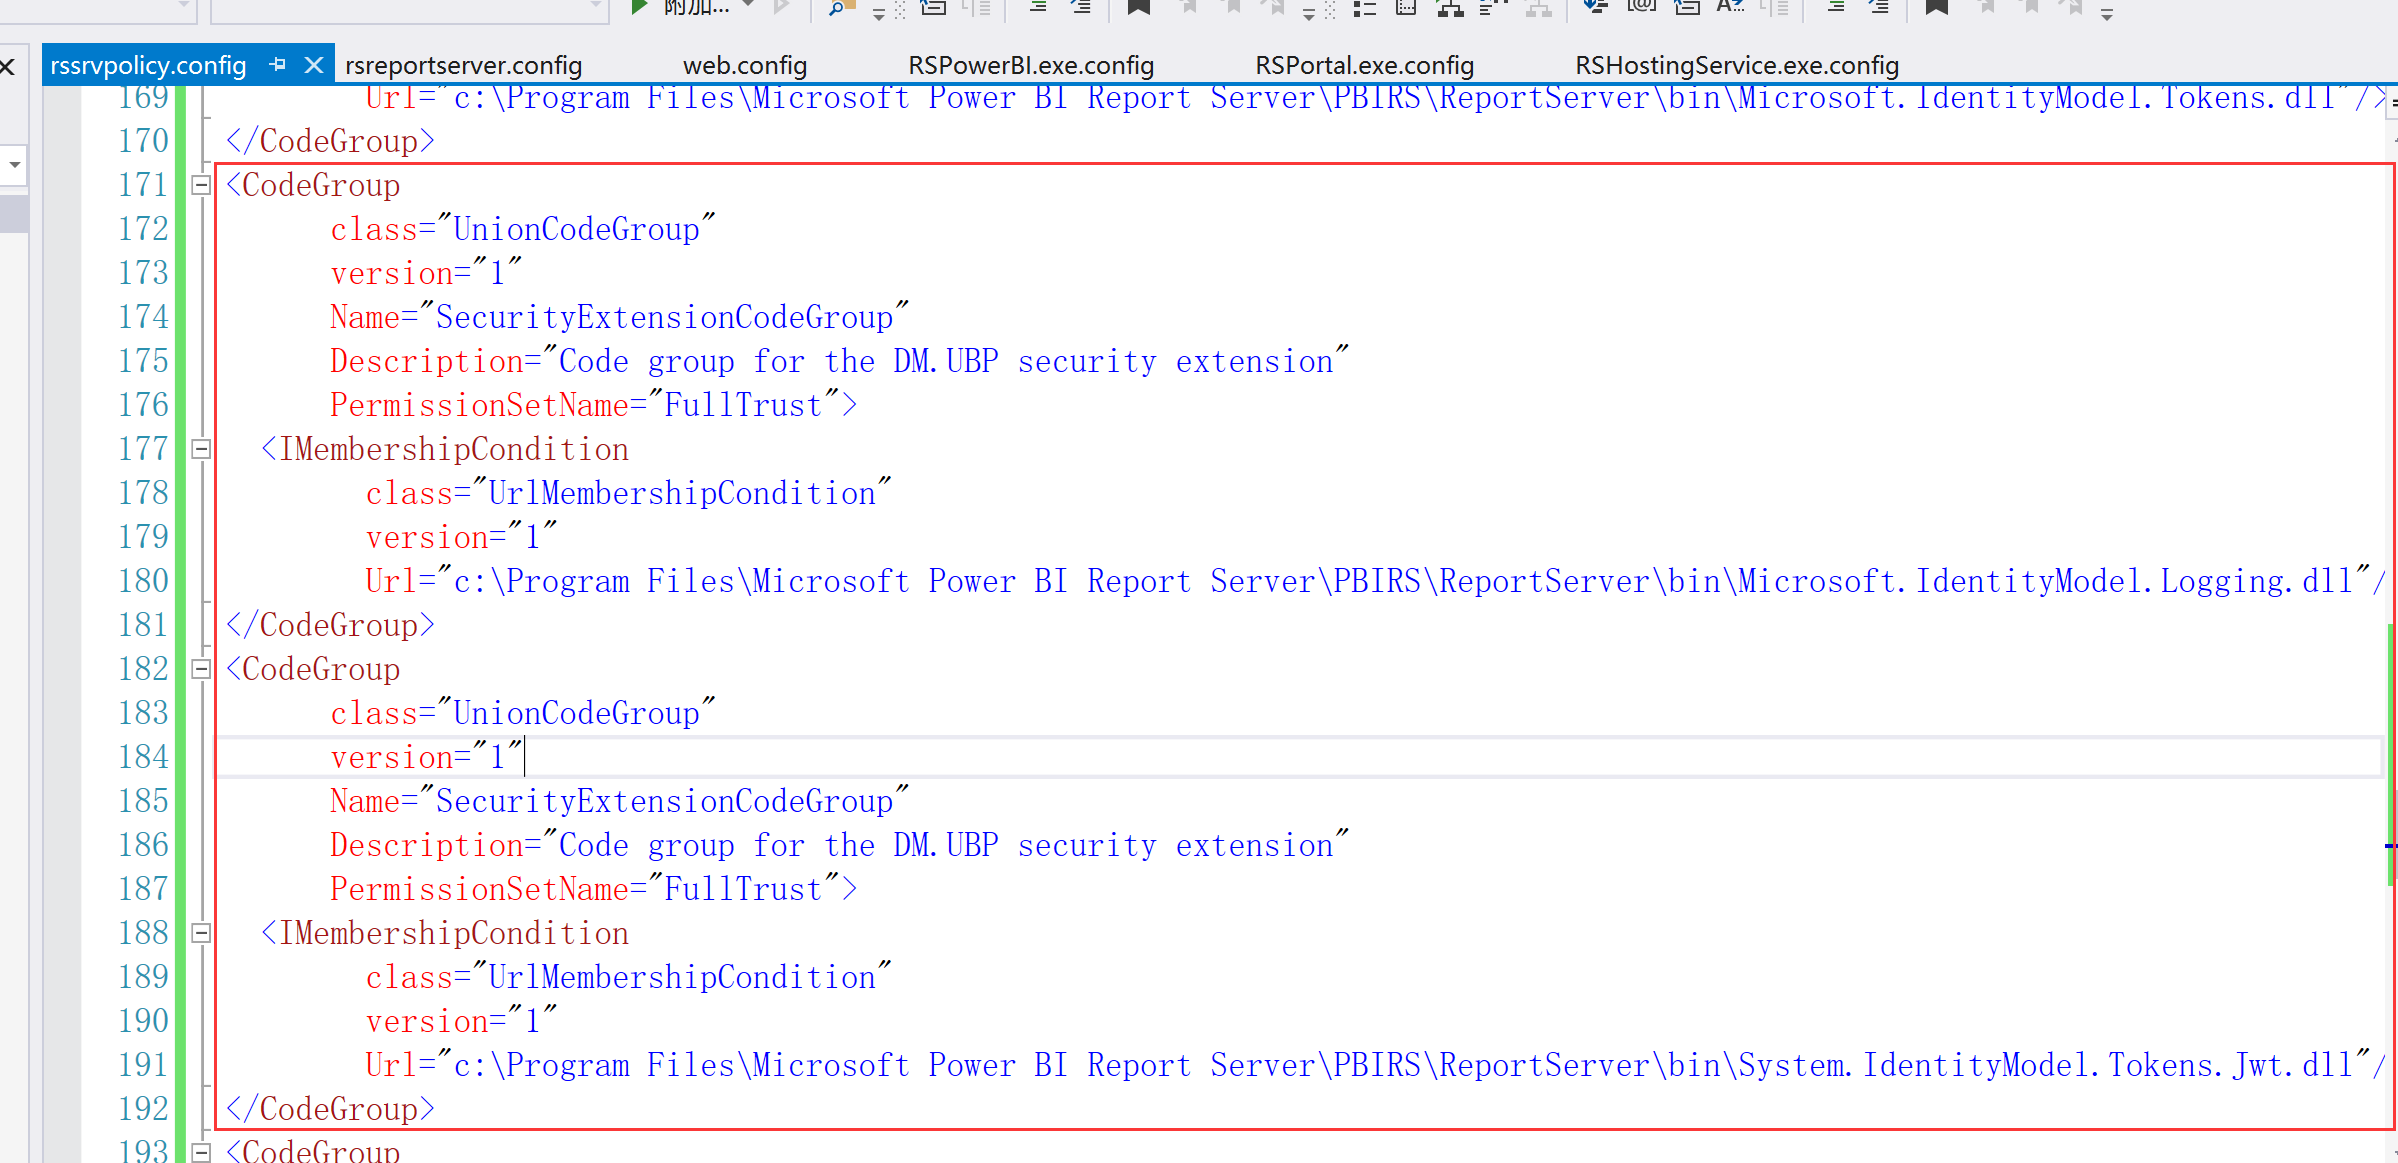 附加...
rssrvpolicy.config rsreportserver.config web.config RSPowerBI.exe.config RSPortal.exe.config RSHostingService.exe.config
169 Url="c:\Program Files\Microsoft Power BI Report Server\PBIRS\ReportServer\bin\Microsoft.IdentityModel.Tokens.dll"/>
170 </CodeGroup>
171 <CodeGroup
172 class="UnionCodeGroup"
173 version="1"
174 Name="SecurityExtensionCodeGroup"
175 Description="Code group for the DM.UBP security extension"
176 PermissionSetName="FullTrust">
177 <IMembershipCondition
178 class="UrlMembershipCondition"
179 version="1"
180 Url="c:\Program Files\Microsoft Power BI Report Server\PBIRS\ReportServer\bin\Microsoft.IdentityModel.Logging.dll"/
181 </CodeGroup>
182 <CodeGroup
183 class="UnionCodeGroup"
184 version="1"
185 Name="SecurityExtensionCodeGroup"
186 Description="Code group for the DM.UBP security extension"
187 PermissionSetName="FullTrust">
188 <IMembershipCondition
189 class="UrlMembershipCondition"
190 version="1"
191 Url="c:\Program Files\Microsoft Power BI Report Server\PBIRS\ReportServer\bin\System.IdentityModel.Tokens.Jwt.dll"/
192 </CodeGroup>
193 <CodeGroup